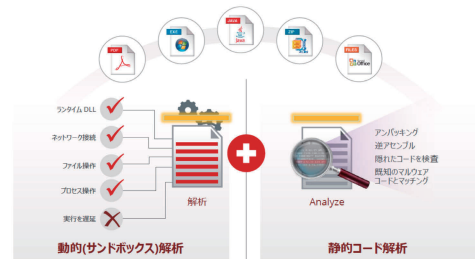 PDF
EXE
JAVA
ZIP
FILES
Java
Office
ランタイム DLL
ネットワーク接続
ファイル操作
プロセス操作
実行を遅延
解析
動的(サンドボックス)解析
アンパッキング
逆アセンブル
隠れたコードを検査
既知のマルウェア
コードとマッチング
Analyze
静的コード解析